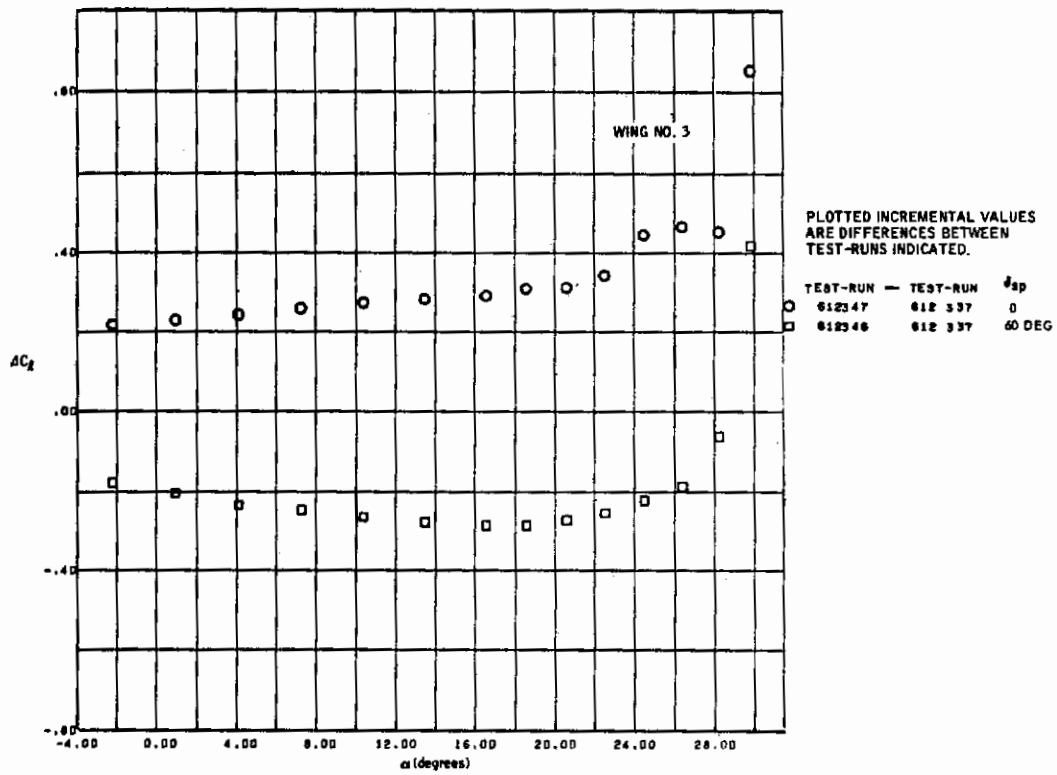 .80
WING NO. 3
PLOTTED INCREMENTAL VALUES
ARE DIFFERENCES BETWEEN
TEST-RUNS INDICATED.
TEST-RUN — TEST-RUN δsp
612347 612 337 0
612346 612 337 60 DEG
.40
ΔCℓ
.00
-.40
-.80
-4.00 0.00 4.00 8.00 12.00 16.00 20.00 24.00 28.00
α (degrees)